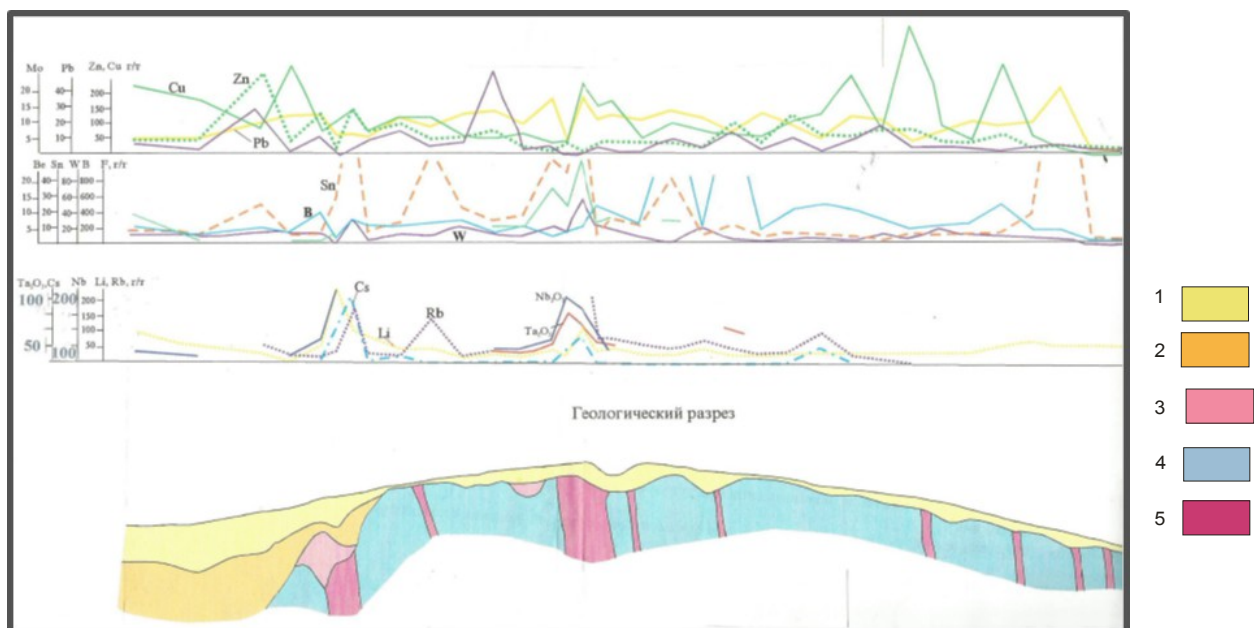 Mo Pb Zn, Cu г/г
Zn
Cu
20 40 200
15 30 150
10 20 100
5 10 50
Pb
Be Sn W B F, г/г
20 40 80 800
15 30 60 600
10 20 40 400
5 10 20 200
Sn
B
W
Ta₂O₅, Cs Nb Li, Rb, г/г
100 200 200
150
100
50 100 50
Cs
Li
Rb
Nb₂O₅
Ta₂O₅
Геологический разрез
1
2
3
4
5